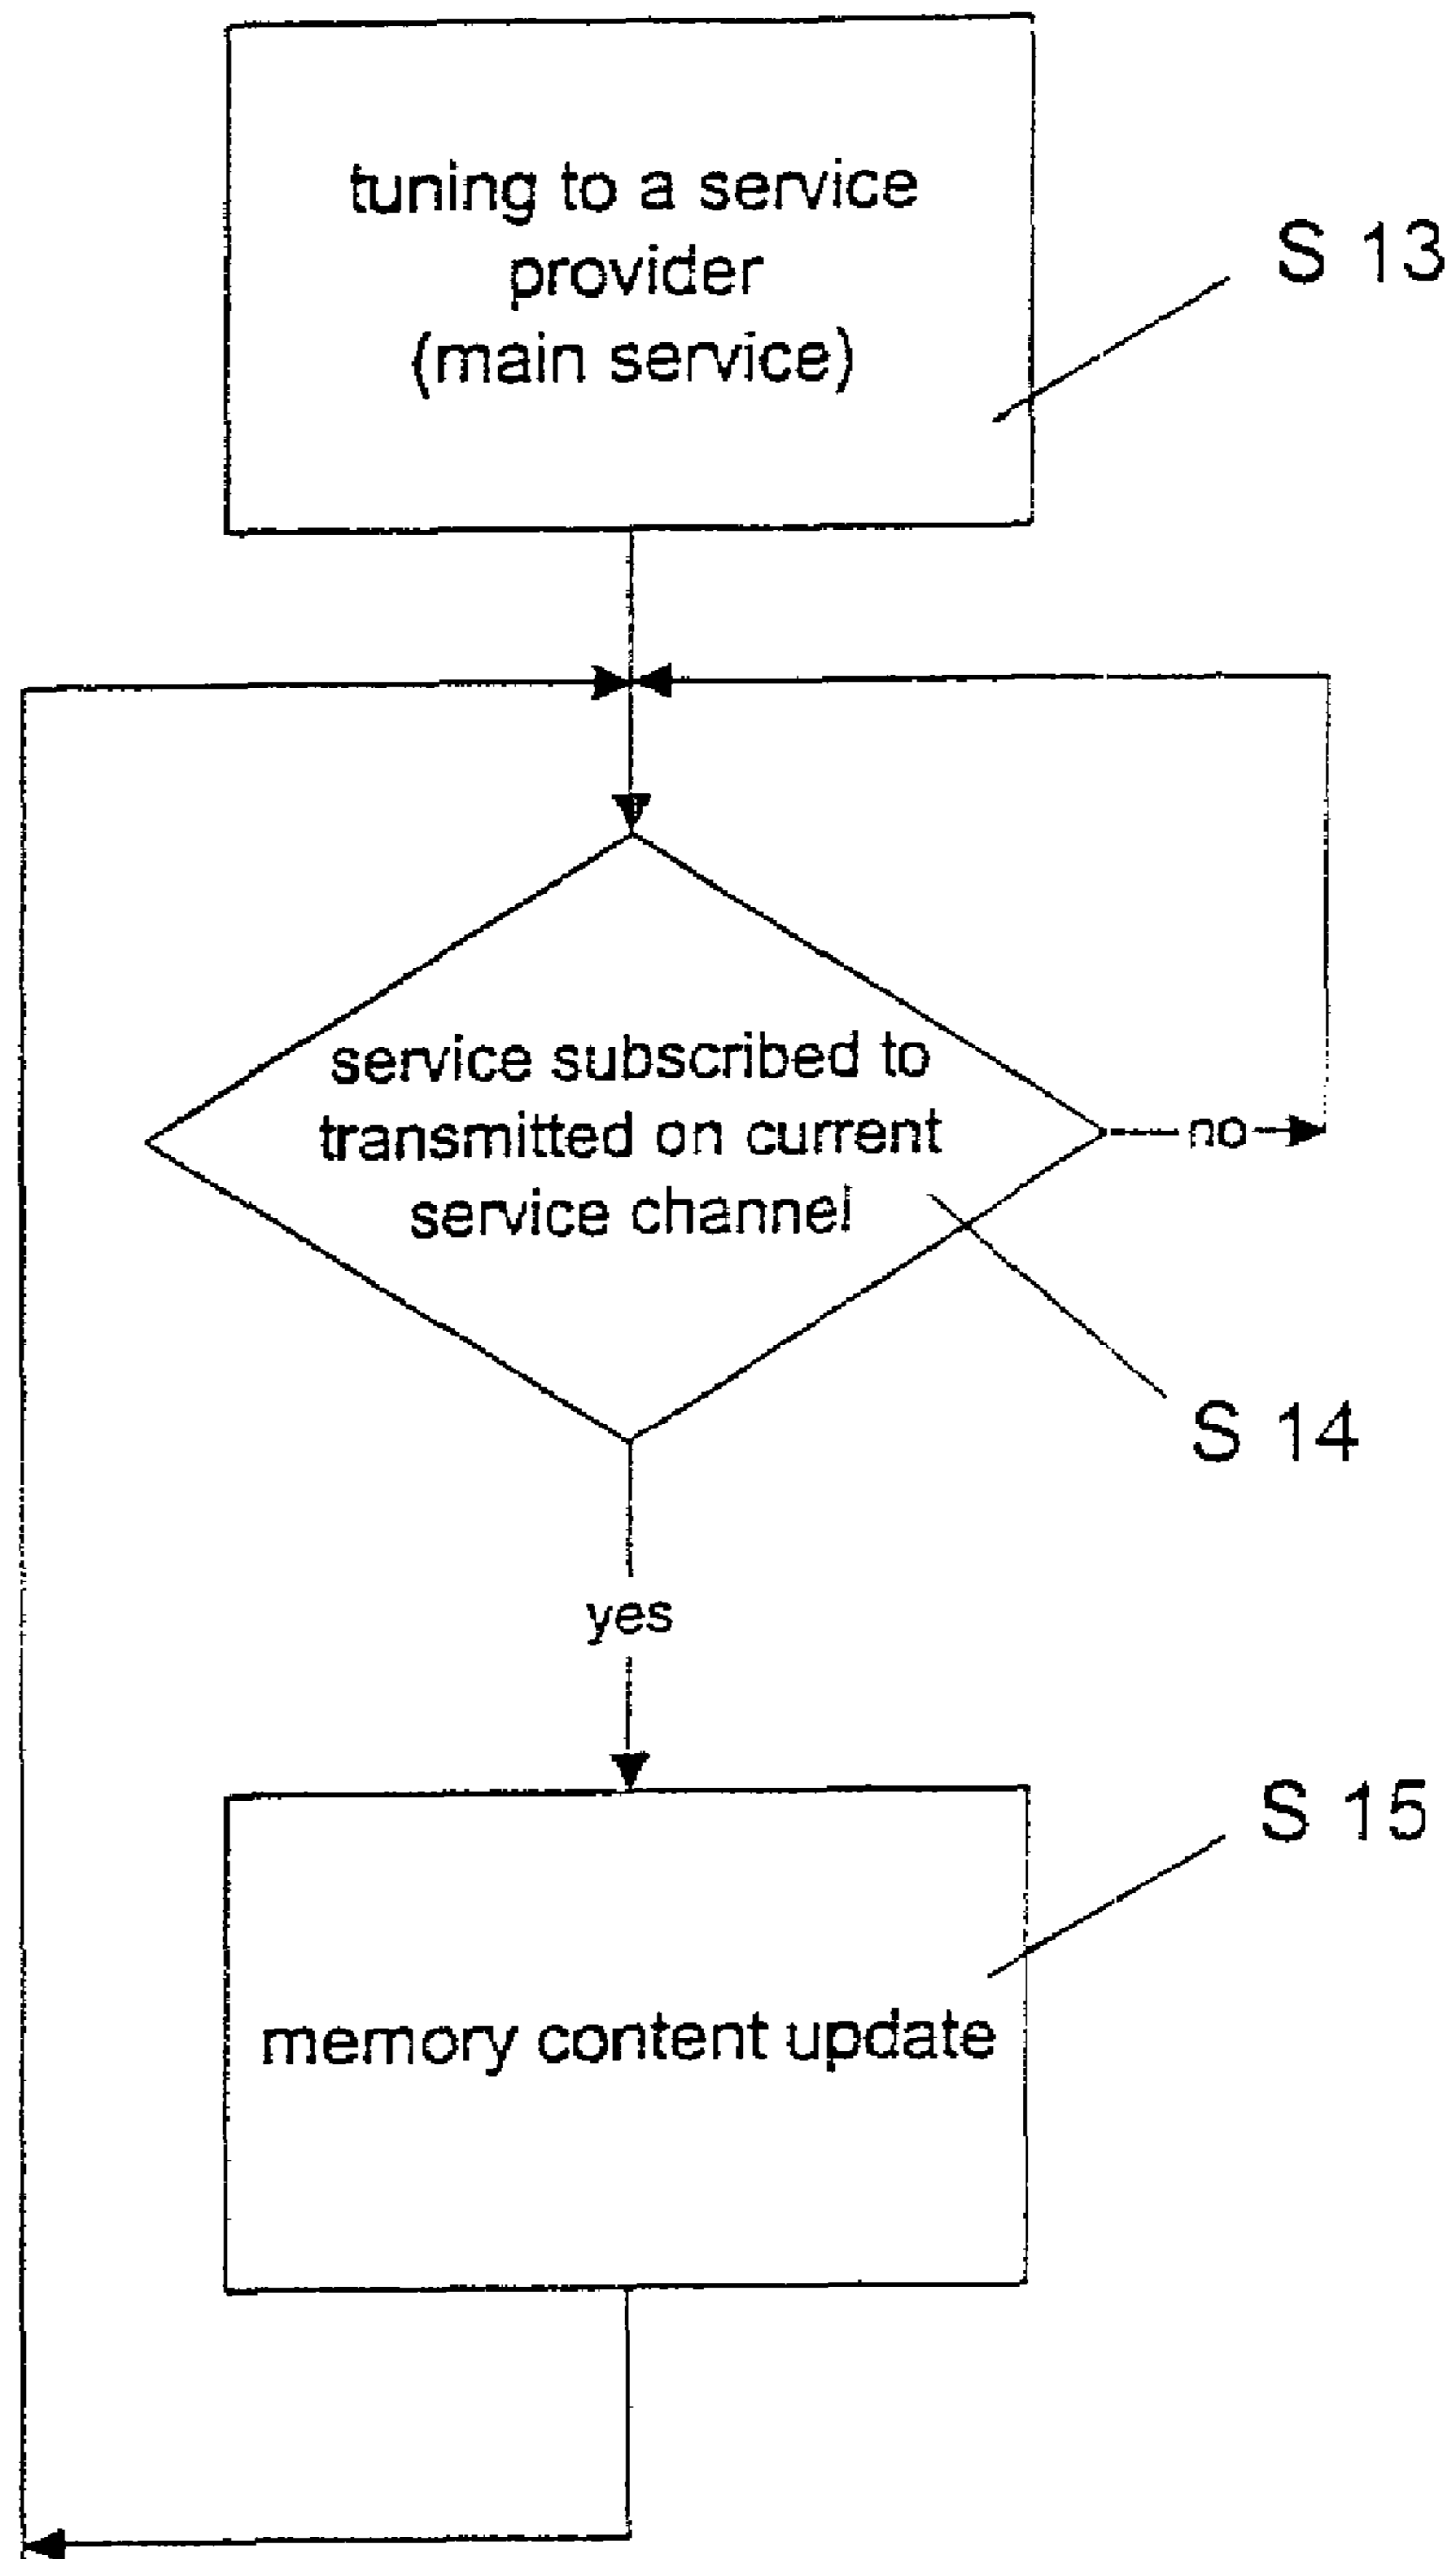 tuning to a service
provider
(main service)
S 13
service subscribed to
transmitted on current
service channel
no
S 14
yes
S 15
memory content update